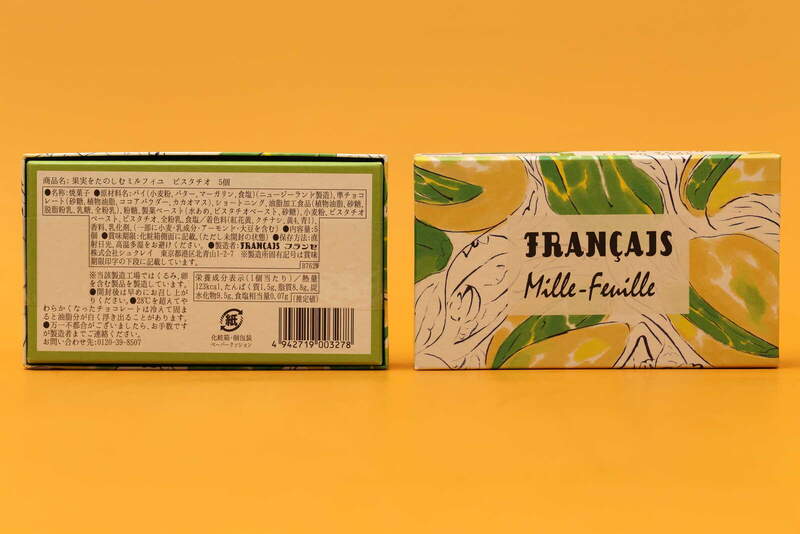 商品名:果実をたのしむミルフィユ ピスタチオ 5個
●名称:焼菓子 ●原材料名:パイ(小麦粉,バター,マーガリン,食塩)(ニュージーランド製造),準チョコ
レート(砂糖,植物油脂,ココアパウダー,カカオマス),ショートニング,油脂加工食品(植物油脂,砂糖,
脱脂粉乳,乳糖,全粉乳),粉糖,製菓ペースト(水あめ,ピスタチオペースト,砂糖),小麦粉,ピスタチオ
ペースト,ピスタチオ,全粉乳,食塩/着色料(紅花黄,クチナシ,黄4,青1),
香料,乳化剤,(一部に小麦・乳成分・アーモンド・大豆を含む) ●内容量:5
個 ●賞味期限:化粧箱側面に記載。(ただし未開封の状態) ●保存方法:直
射日光,高温多湿をお避けください。 ●製造者:FRANÇAIS フランセ
株式会社シュクレイ 東京都港区北青山1-2-7 ※製造所固有記号は賞味
期限印字の下段に記載しています。
8762
※当該製造工場ではくるみ,卵
を含む製品を製造しています。
●開封後は早めにお召し上が
りください。●28℃を超えてや
わらかくなったチョコレートは冷えて固ま
ると油脂分が白く浮き出ることがあります。
●万一不都合がございましたら,お手数です
が製造者までご連絡ください。
お問い合わせ先:0120-39-8507
栄養成分表示(1個当たり)/熱量
123kcal,たんぱく質1.5g,脂質8.8g,炭
水化物9.5g,食塩相当量0.07g(推定値)
紙
化粧箱・個包装
ペーパークッション
4 942719 003278
FRANÇAIS
Mille-Feuille